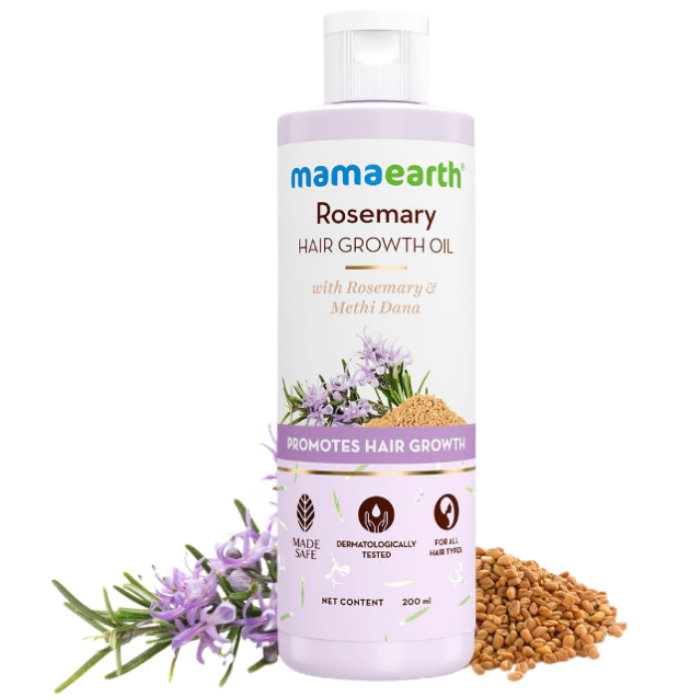 mamaearth®
Rosemary
HAIR GROWTH OIL
with Rosemary &
Methi Dana
PROMOTES HAIR GROWTH
MADE
SAFE
DERMATOLOGICALLY
TESTED
FOR ALL
HAIR TYPES
NET CONTENT 200 ml